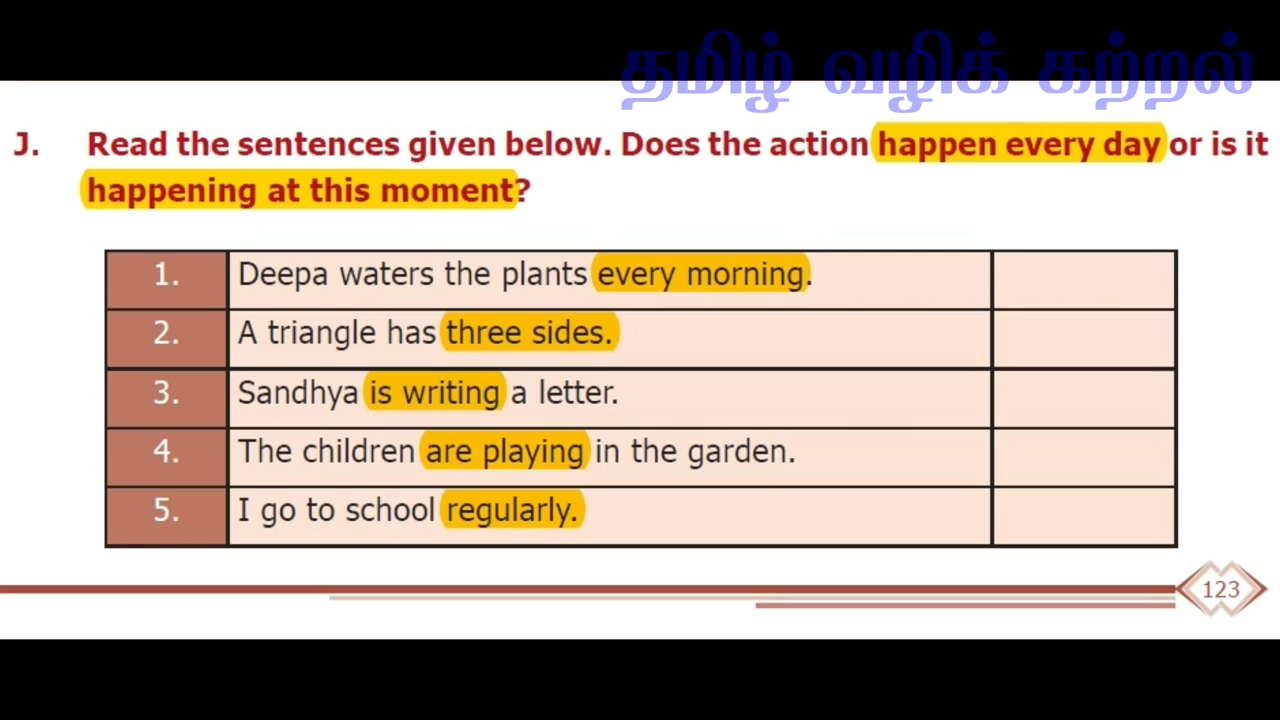 தமிழ் வழிக் கற்றல்
J. Read the sentences given below. Does the action happen every day or is it
happening at this moment?
1. Deepa waters the plants every morning.
2. A triangle has three sides.
3. Sandhya is writing a letter.
4. The children are playing in the garden.
5. I go to school regularly.
123